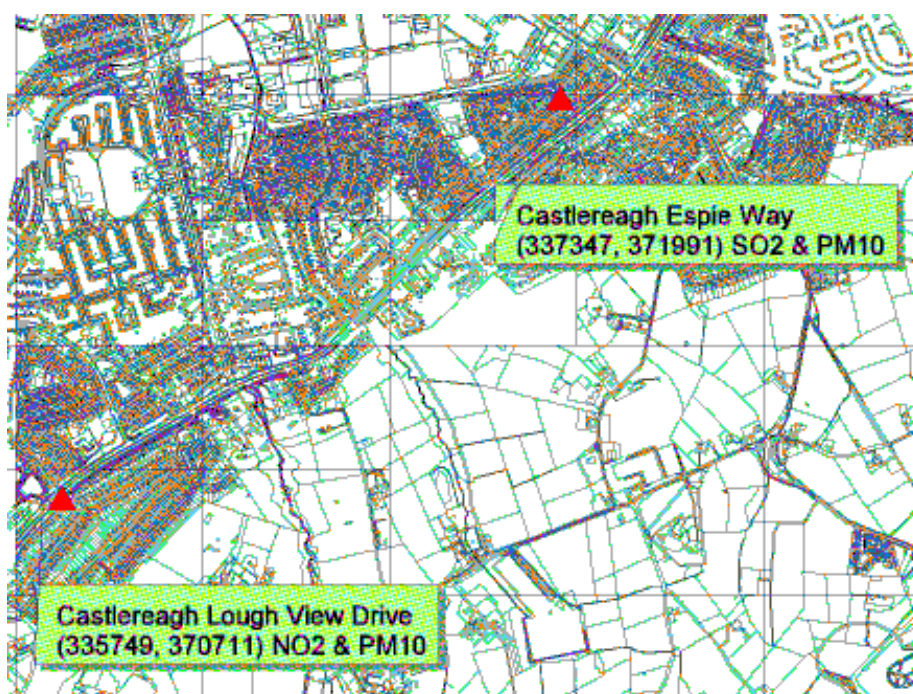 Castlereagh Espie Way
(337347, 371991) SO2 & PM10
Castlereagh Lough View Drive
(335749, 370711) NO2 & PM10